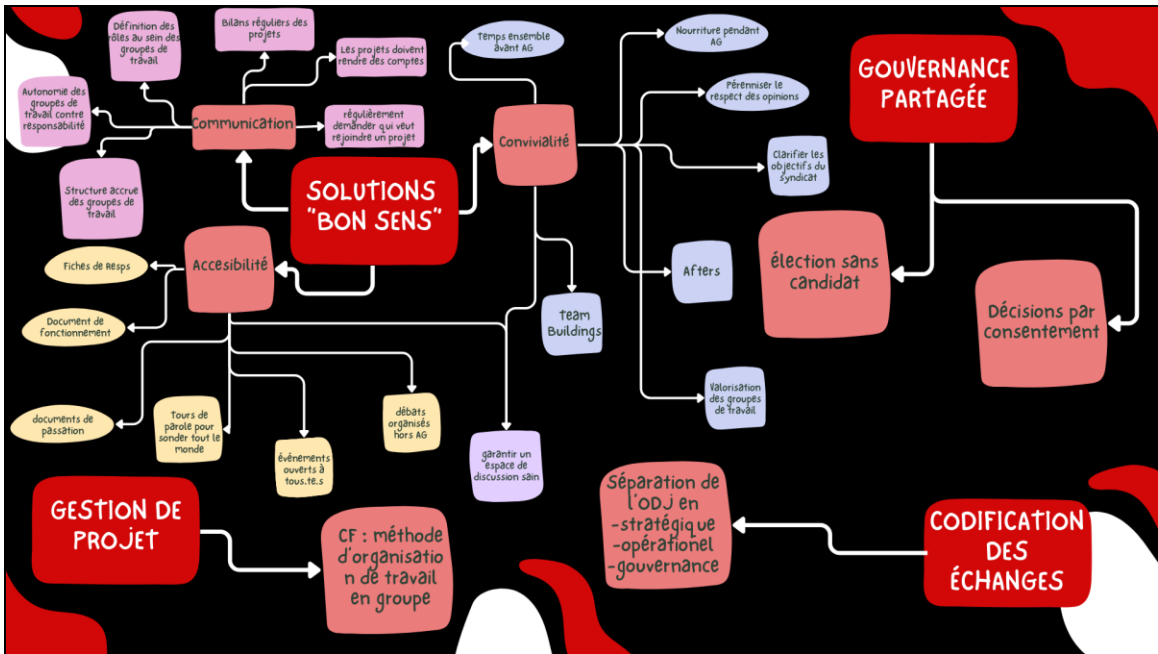 Définition des
rôles au sein des
groupes de
travail
Bilans réguliers des
projets
Les projets doivent
rendre des comptes
Autonomie des
groupes de
travail contre
responsabilité
Communication
régulièrement
demander qui veut
rejoindre un projet
Structure accrue
des groupes de
travail
Temps ensemble
avant AG
Nourriture pendant
AG
Pérenniser le
respect des opinions
Convivialité
Clarifier les
objectifs du
syndicat
Afters
Team
Buildings
Valorisation
des groupes
de travail
SOLUTIONS
"BON SENS"
Accesibilité
Fiches de Resps
Document de
fonctionnement
documents de
passation
Tours de
parole pour
sonder tout le
monde
événements
ouverts à
tous.te.s
débats
organisés
hors AG
garantir un
espace de
discussion sain
GOUVERNANCE
PARTAGÉE
élection sans
candidat
Décisions par
consentement
GESTION DE
PROJET
CF : méthode
d'organisatio
n de travail
en groupe
Séparation de
l'ODJ en
-stratégique
-opérationel
-gouvernance
CODIFICATION
DES
ÉCHANGES